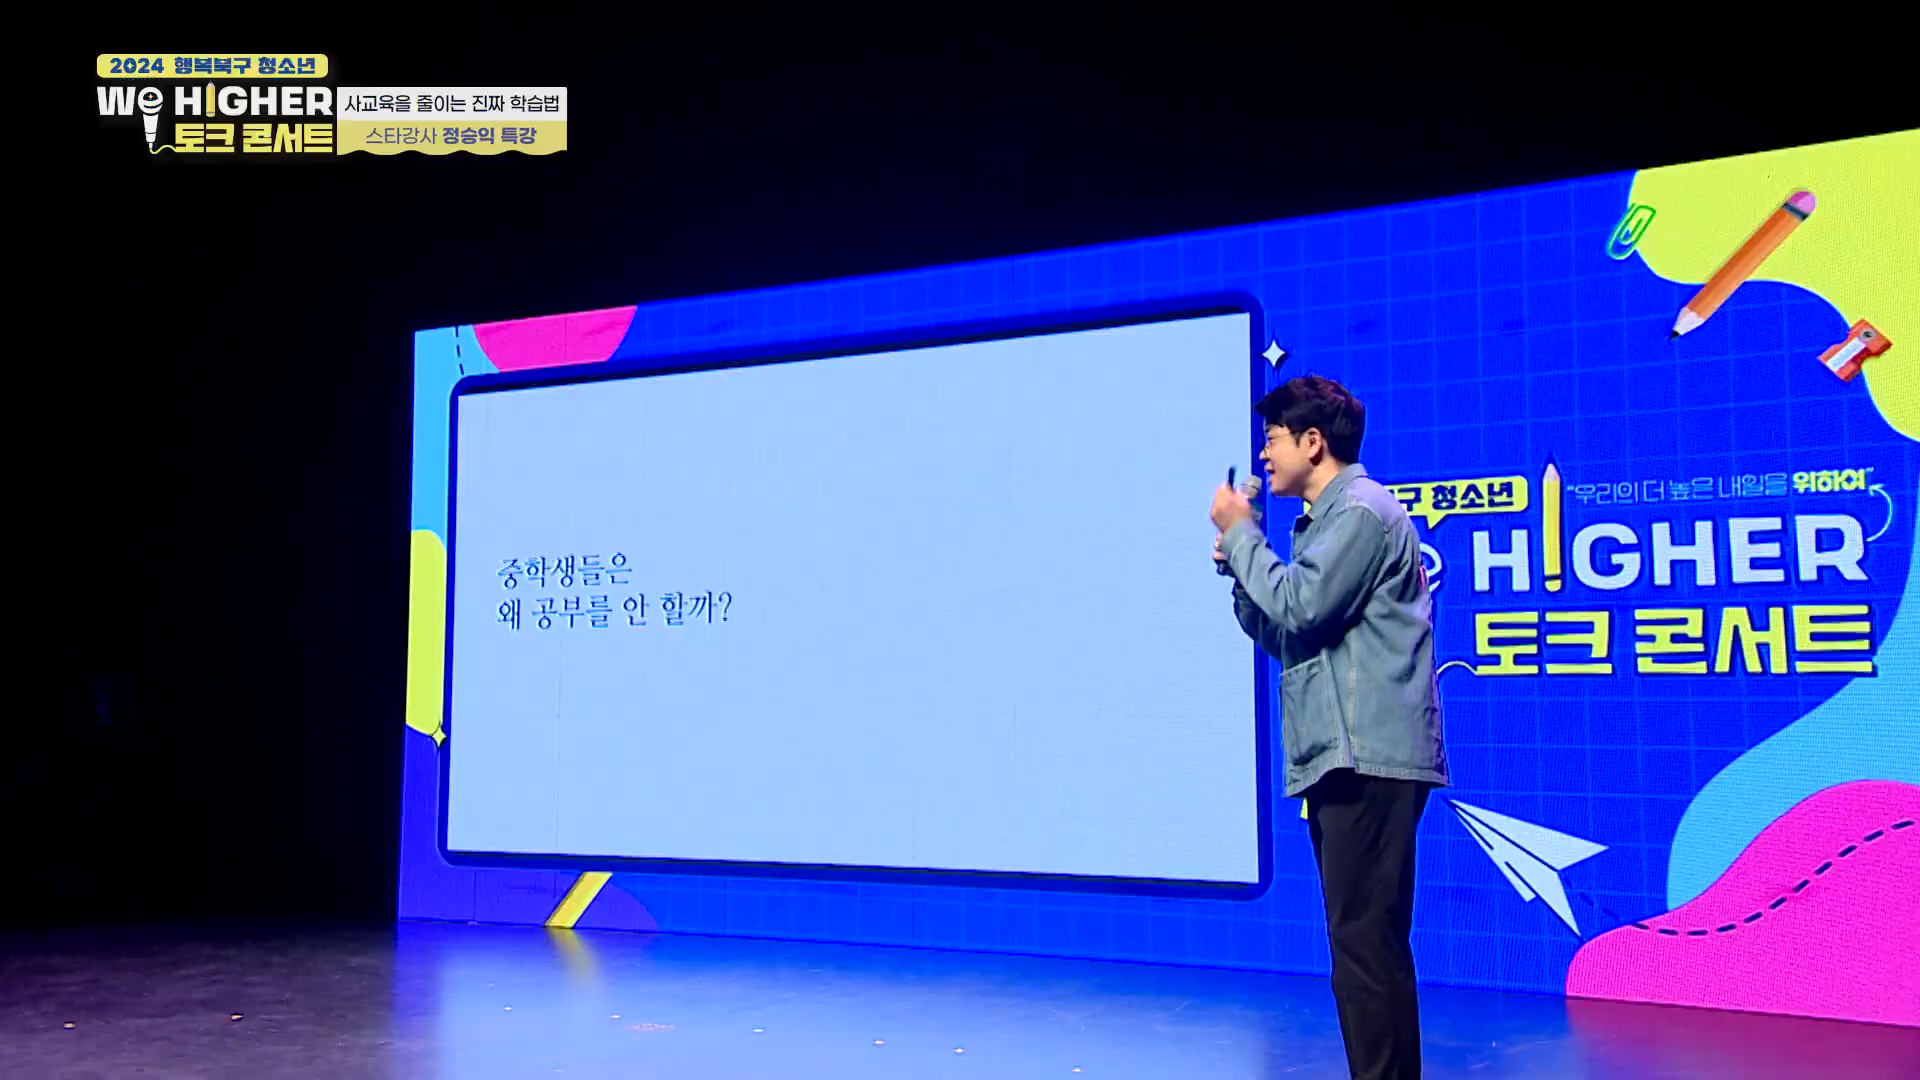 2024 행복북구 청소년
We HIGHER
토크 콘서트
사교육을 줄이는 진짜 학습법
스타강사 정승익 특강
중학생들은
왜 공부를 안 할까?
구 청소년
"우리의 더 높은 내일을 위하여"
e HIGHER
토크 콘서트